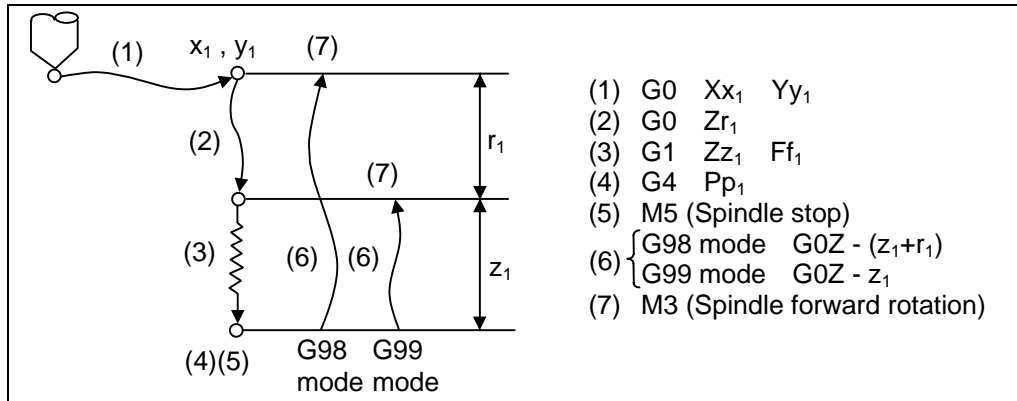 (1)
x₁ , y₁
(7)
(2)
r₁
(7)
(3)
(6)
(6)
z₁
(4)(5)
G98 mode
G99 mode
(1) G0 Xx₁ Yy₁
(2) G0 Zr₁
(3) G1 Zz₁ Ff₁
(4) G4 Pp₁
(5) M5 (Spindle stop)
(6) G98 mode G0Z - (z₁+r₁)
G99 mode G0Z - z₁
(7) M3 (Spindle forward rotation)